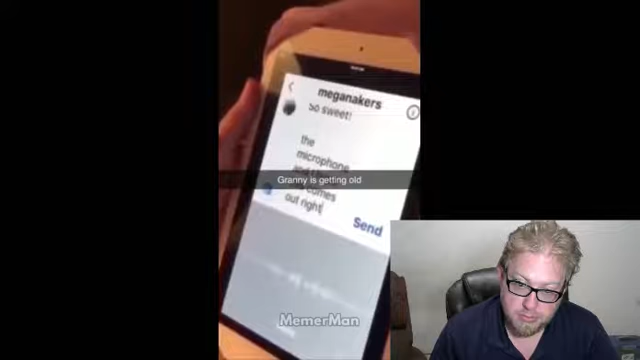 meganakers
So sweet!
the
microphone
Granny is getting old
comes
out right
Send
MemerMan